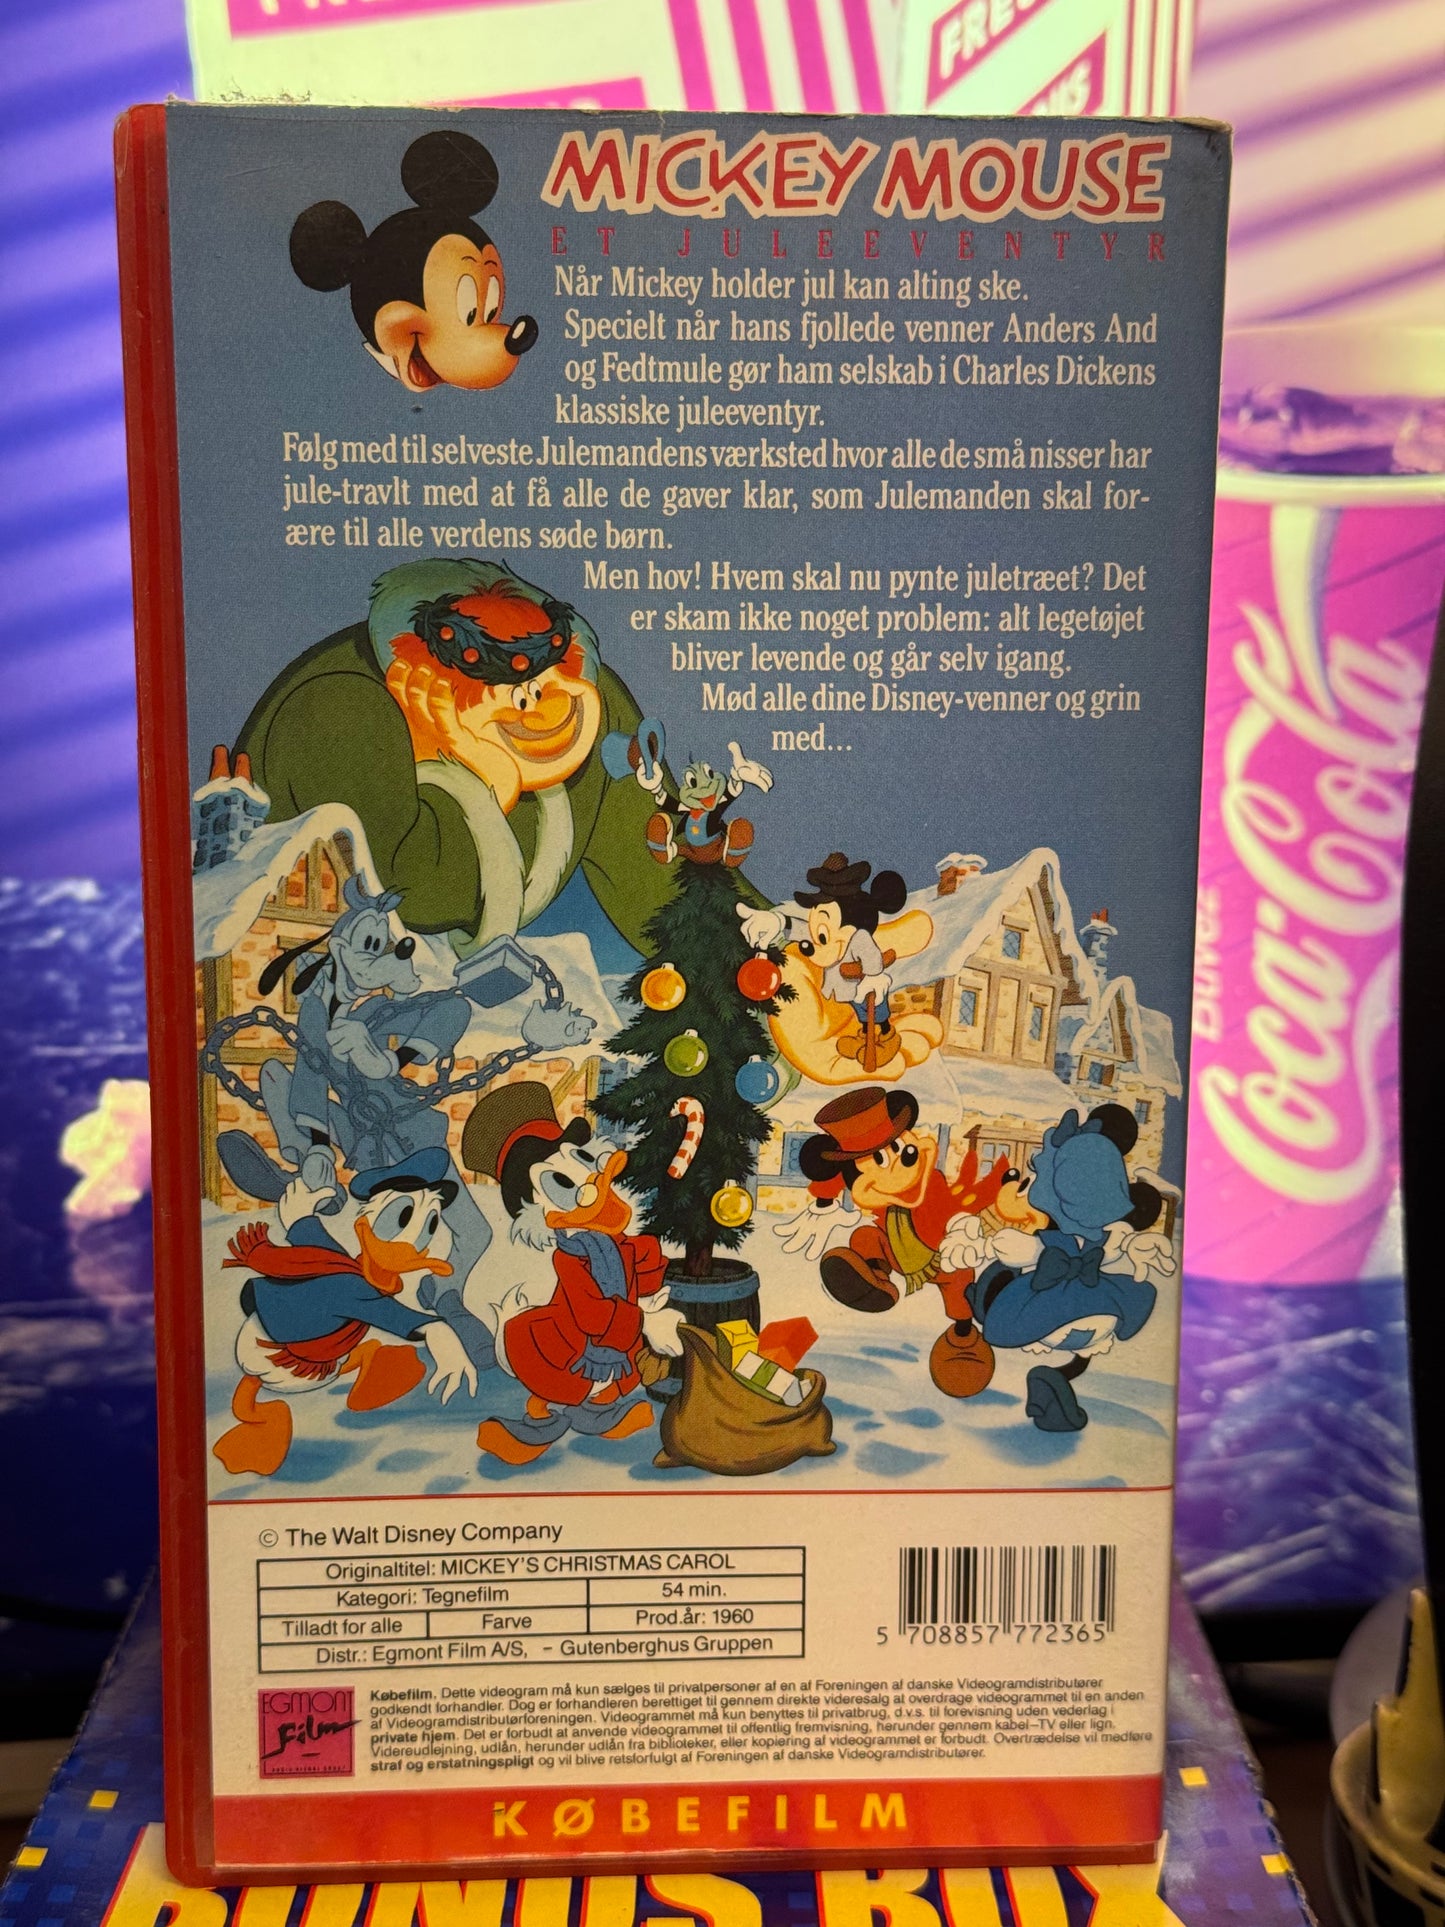 FREE
MICKEY MOUSE
ET JULEEVENTYR
Når Mickey holder jul kan alting ske.
Specielt når hans fjollede venner Anders And
og Fedtmule gør ham selskab i Charles Dickens
klassiske juleeventyr.
Følg med til selveste Julemandens værksted hvor alle de små nisser har
jule-travlt med at få alle de gaver klar, som Julemanden skal for-
ære til alle verdens søde børn.
Men hov! Hvem skal nu pynte juletræet? Det
er skam ikke noget problem: alt legetøjet
bliver levende og går selv igang.
Mød alle dine Disney-venner og grin
med...
Coca-Cola
© The Walt Disney Company
Originaltitel: MICKEY'S CHRISTMAS CAROL
Kategori: Tegnefilm 54 min.
Tilladt for alle Farve Prod.år: 1960
Distr.: Egmont Film A/S, – Gutenberghus Gruppen
5 708857 772365
EGMONT
Film
Købefilm. Dette videogram må kun sælges til privatpersoner af en af Foreningen af danske Videogramdistributører
godkendt forhandler. Dog er forhandleren berettiget til gennem direkte videresalg at overdrage videogrammet til en anden
af Videogramdistributørforeningen. Videogrammet må kun benyttes til privatbrug, d.v.s. til forevisning uden vederlag i
private hjem. Det er forbudt at anvende videogrammet til offentlig fremvisning, herunder gennem kabel–TV eller lign.
Videreudlejning, udlån, herunder udlån fra biblioteker, eller kopiering af videogrammet er forbudt. Overtrædelse vil medføre
straf og erstatningspligt og vil blive retsforfulgt af Foreningen af danske Videogramdistributører.
KØBEFILM
BONUS BOX